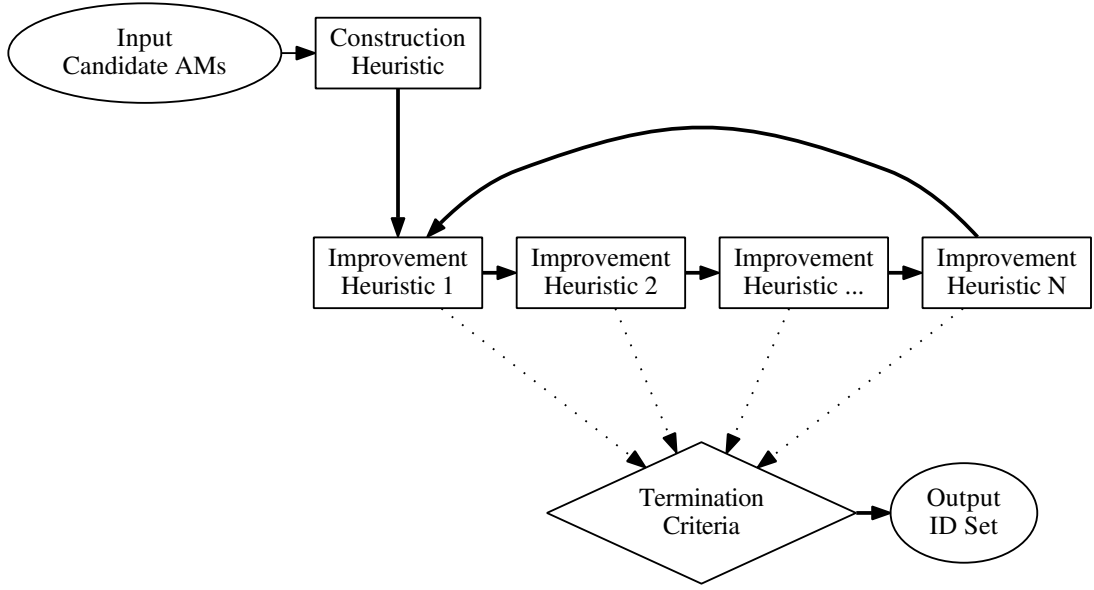 Input
Candidate AMs
Construction
Heuristic
Improvement
Heuristic 1
Improvement
Heuristic 2
Improvement
Heuristic ...
Improvement
Heuristic N
Termination
Criteria
Output
ID Set